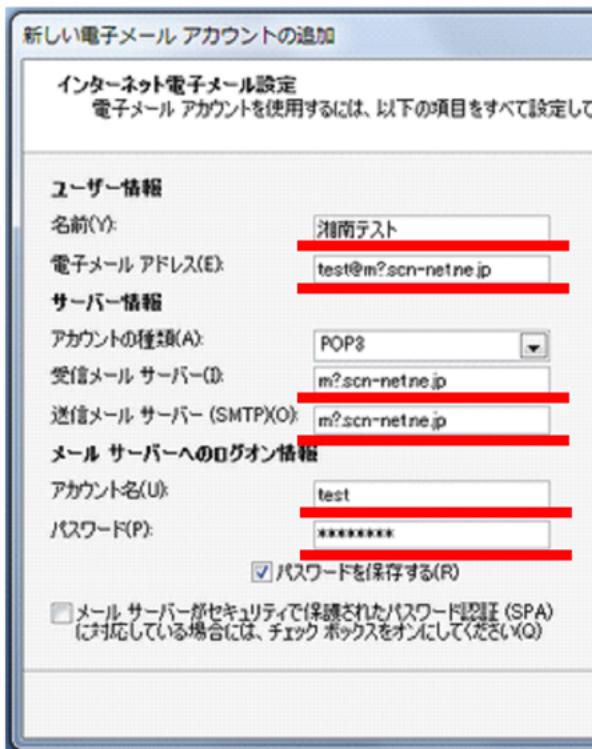 新しい電子メール アカウントの追加
インターネット電子メール設定
電子メール アカウントを使用するには、以下の項目をすべて設定して
ユーザー情報
名前(Y): 湘南テスト
電子メール アドレス(E): test@m?.scn-net.ne.jp
サーバー情報
アカウントの種類(A): POP3
受信メール サーバー(I): m?.scn-net.ne.jp
送信メール サーバー (SMTP)(O): m?.scn-net.ne.jp
メール サーバーへのログオン情報
アカウント名(U): test
パスワード(P): ********
パスワードを保存する(R)
メール サーバーがセキュリティで保護されたパスワード認証 (SPA)
に対応している場合には、チェック ボックスをオンにしてください(Q)